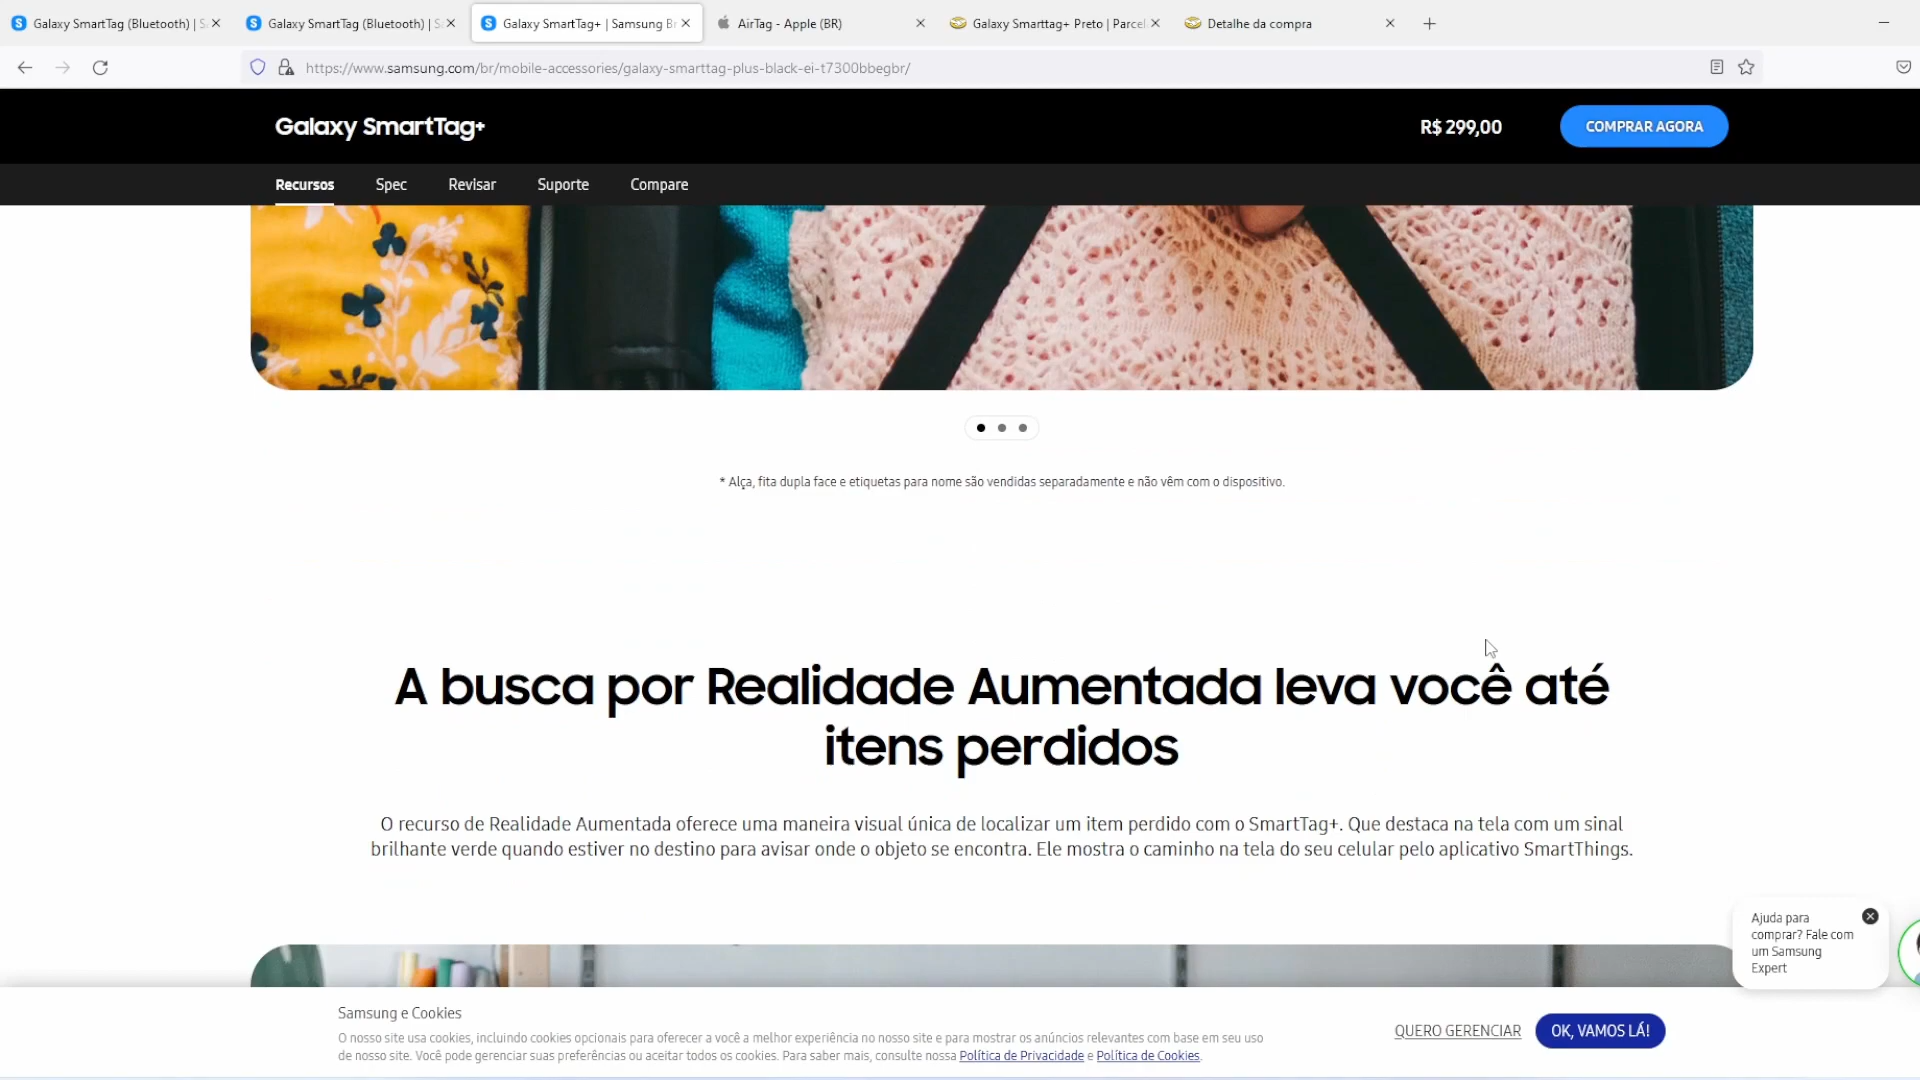 Galaxy SmartTag (Bluetooth) | S
Galaxy SmartTag (Bluetooth) | S
Galaxy SmartTag+ | Samsung Br
AirTag - Apple (BR)
Galaxy Smarttag+ Preto | Parcel
Detalhe da compra
https://www.samsung.com/br/mobile-accessories/galaxy-smarttag-plus-black-ei-t7300bbegbr/
Galaxy SmartTag+
R$ 299,00
COMPRAR AGORA
Recursos
Spec
Revisar
Suporte
Compare
* Alça, fita dupla face e etiquetas para nome são vendidas separadamente e não vêm com o dispositivo.
A busca por Realidade Aumentada leva você até
itens perdidos
O recurso de Realidade Aumentada oferece uma maneira visual única de localizar um item perdido com o SmartTag+. Que destaca na tela com um sinal
brilhante verde quando estiver no destino para avisar onde o objeto se encontra. Ele mostra o caminho na tela do seu celular pelo aplicativo SmartThings.
Ajuda para
comprar? Fale com
um Samsung
Expert
Samsung e Cookies
O nosso site usa cookies, incluindo cookies opcionais para oferecer a você a melhor experiência no nosso site e para mostrar os anúncios relevantes com base em seu uso
de nosso site. Você pode gerenciar suas preferências ou aceitar todos os cookies. Para saber mais, consulte nossa Política de Privacidade e Política de Cookies.
QUERO GERENCIAR
OK, VAMOS LÁ!